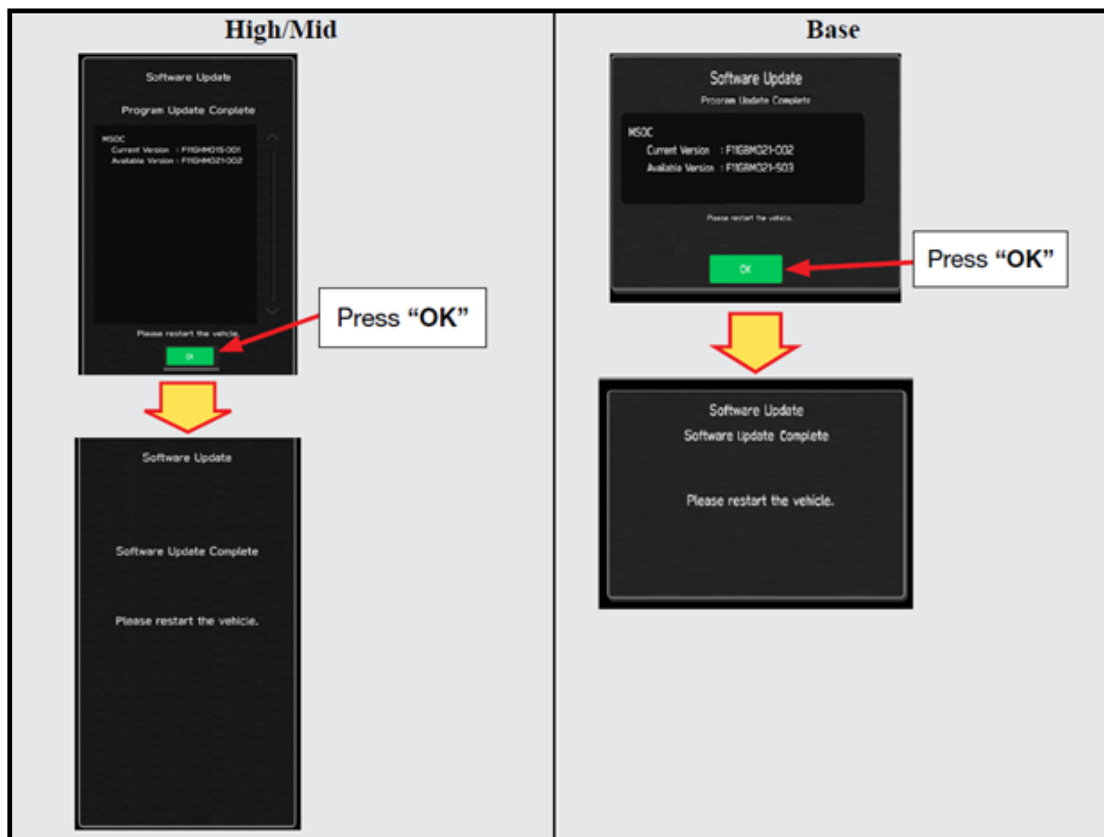 High/Mid
Software Update
Program Update Complete
MSOC
Current Version : F11GHM015-001
Available Version : F11GHM021-002
Please restart the vehicle.
OK
Press “OK”
Software Update
Software Update Complete
Please restart the vehicle.
Base
Software Update
Program Update Complete
MSOC
Current Version : F11GBM021-002
Available Version : F11GBM021-503
Please restart the vehicle.
OK
Press “OK”
Software Update
Software Update Complete
Please restart the vehicle.